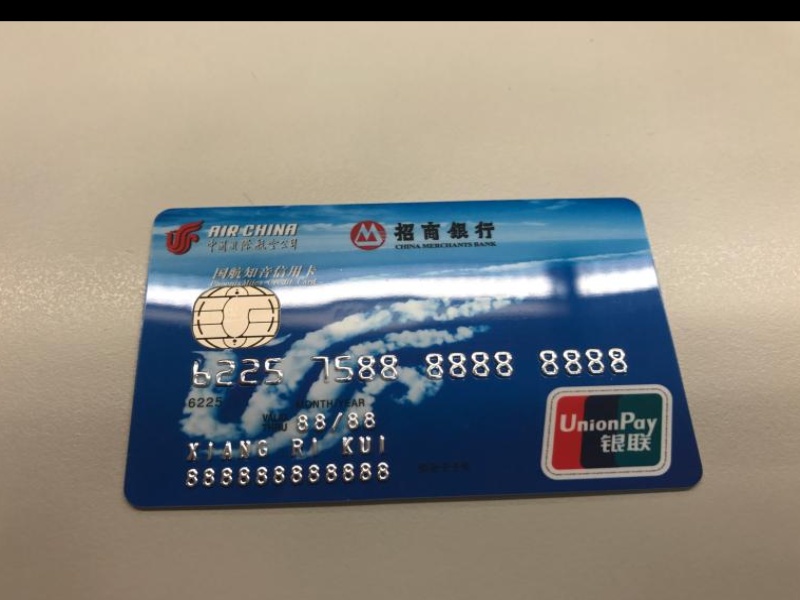 AIR CHINA
中国国际航空公司
招商银行
CHINA MERCHANTS BANK
国航知音信用卡
6225 7588 8888 8888
6225
MONTH/YEAR
VALID THRU 88/88
XIANG RI KUI
888888888888
UnionPay
银联